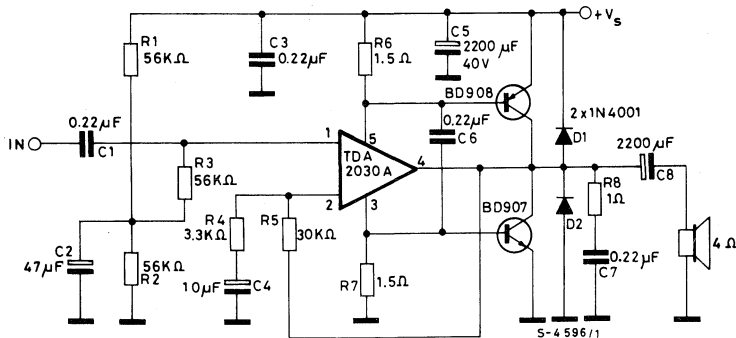 +Vs
R1
56KΩ
C3
0.22µF
R6
1.5Ω
C5
2200 µF
40V
BD908
2x1N4001
D1
IN
0.22µF
C1
R3
56KΩ
1
5
TDA
2030A
4
2
3
0.22µF
C6
2200µF
C8
R4
3.3KΩ
R5
30KΩ
BD907
D2
R8
1Ω
4Ω
C2
47µF
56KΩ
R2
10µF
C4
R7
1.5Ω
0.22µF
C7
S-4596/1